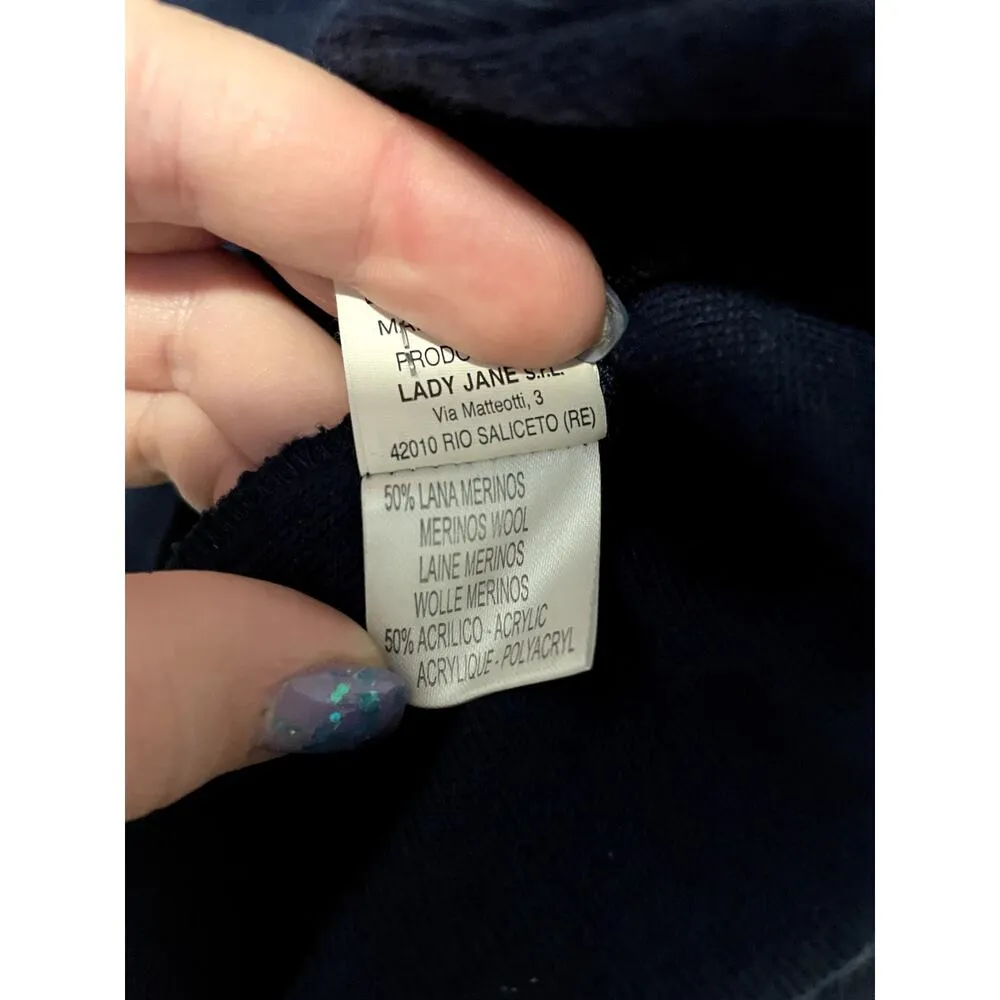 LADY JANE S.r.L.
Via Matteotti, 3
42010 RIO SALICETO (RE)
50% LANA MERINOS
MERINOS WOOL
LAINE MERINOS
WOLLE MERINOS
50% ACRILICO - ACRYLIC
ACRYLIQUE - POLYACRYL